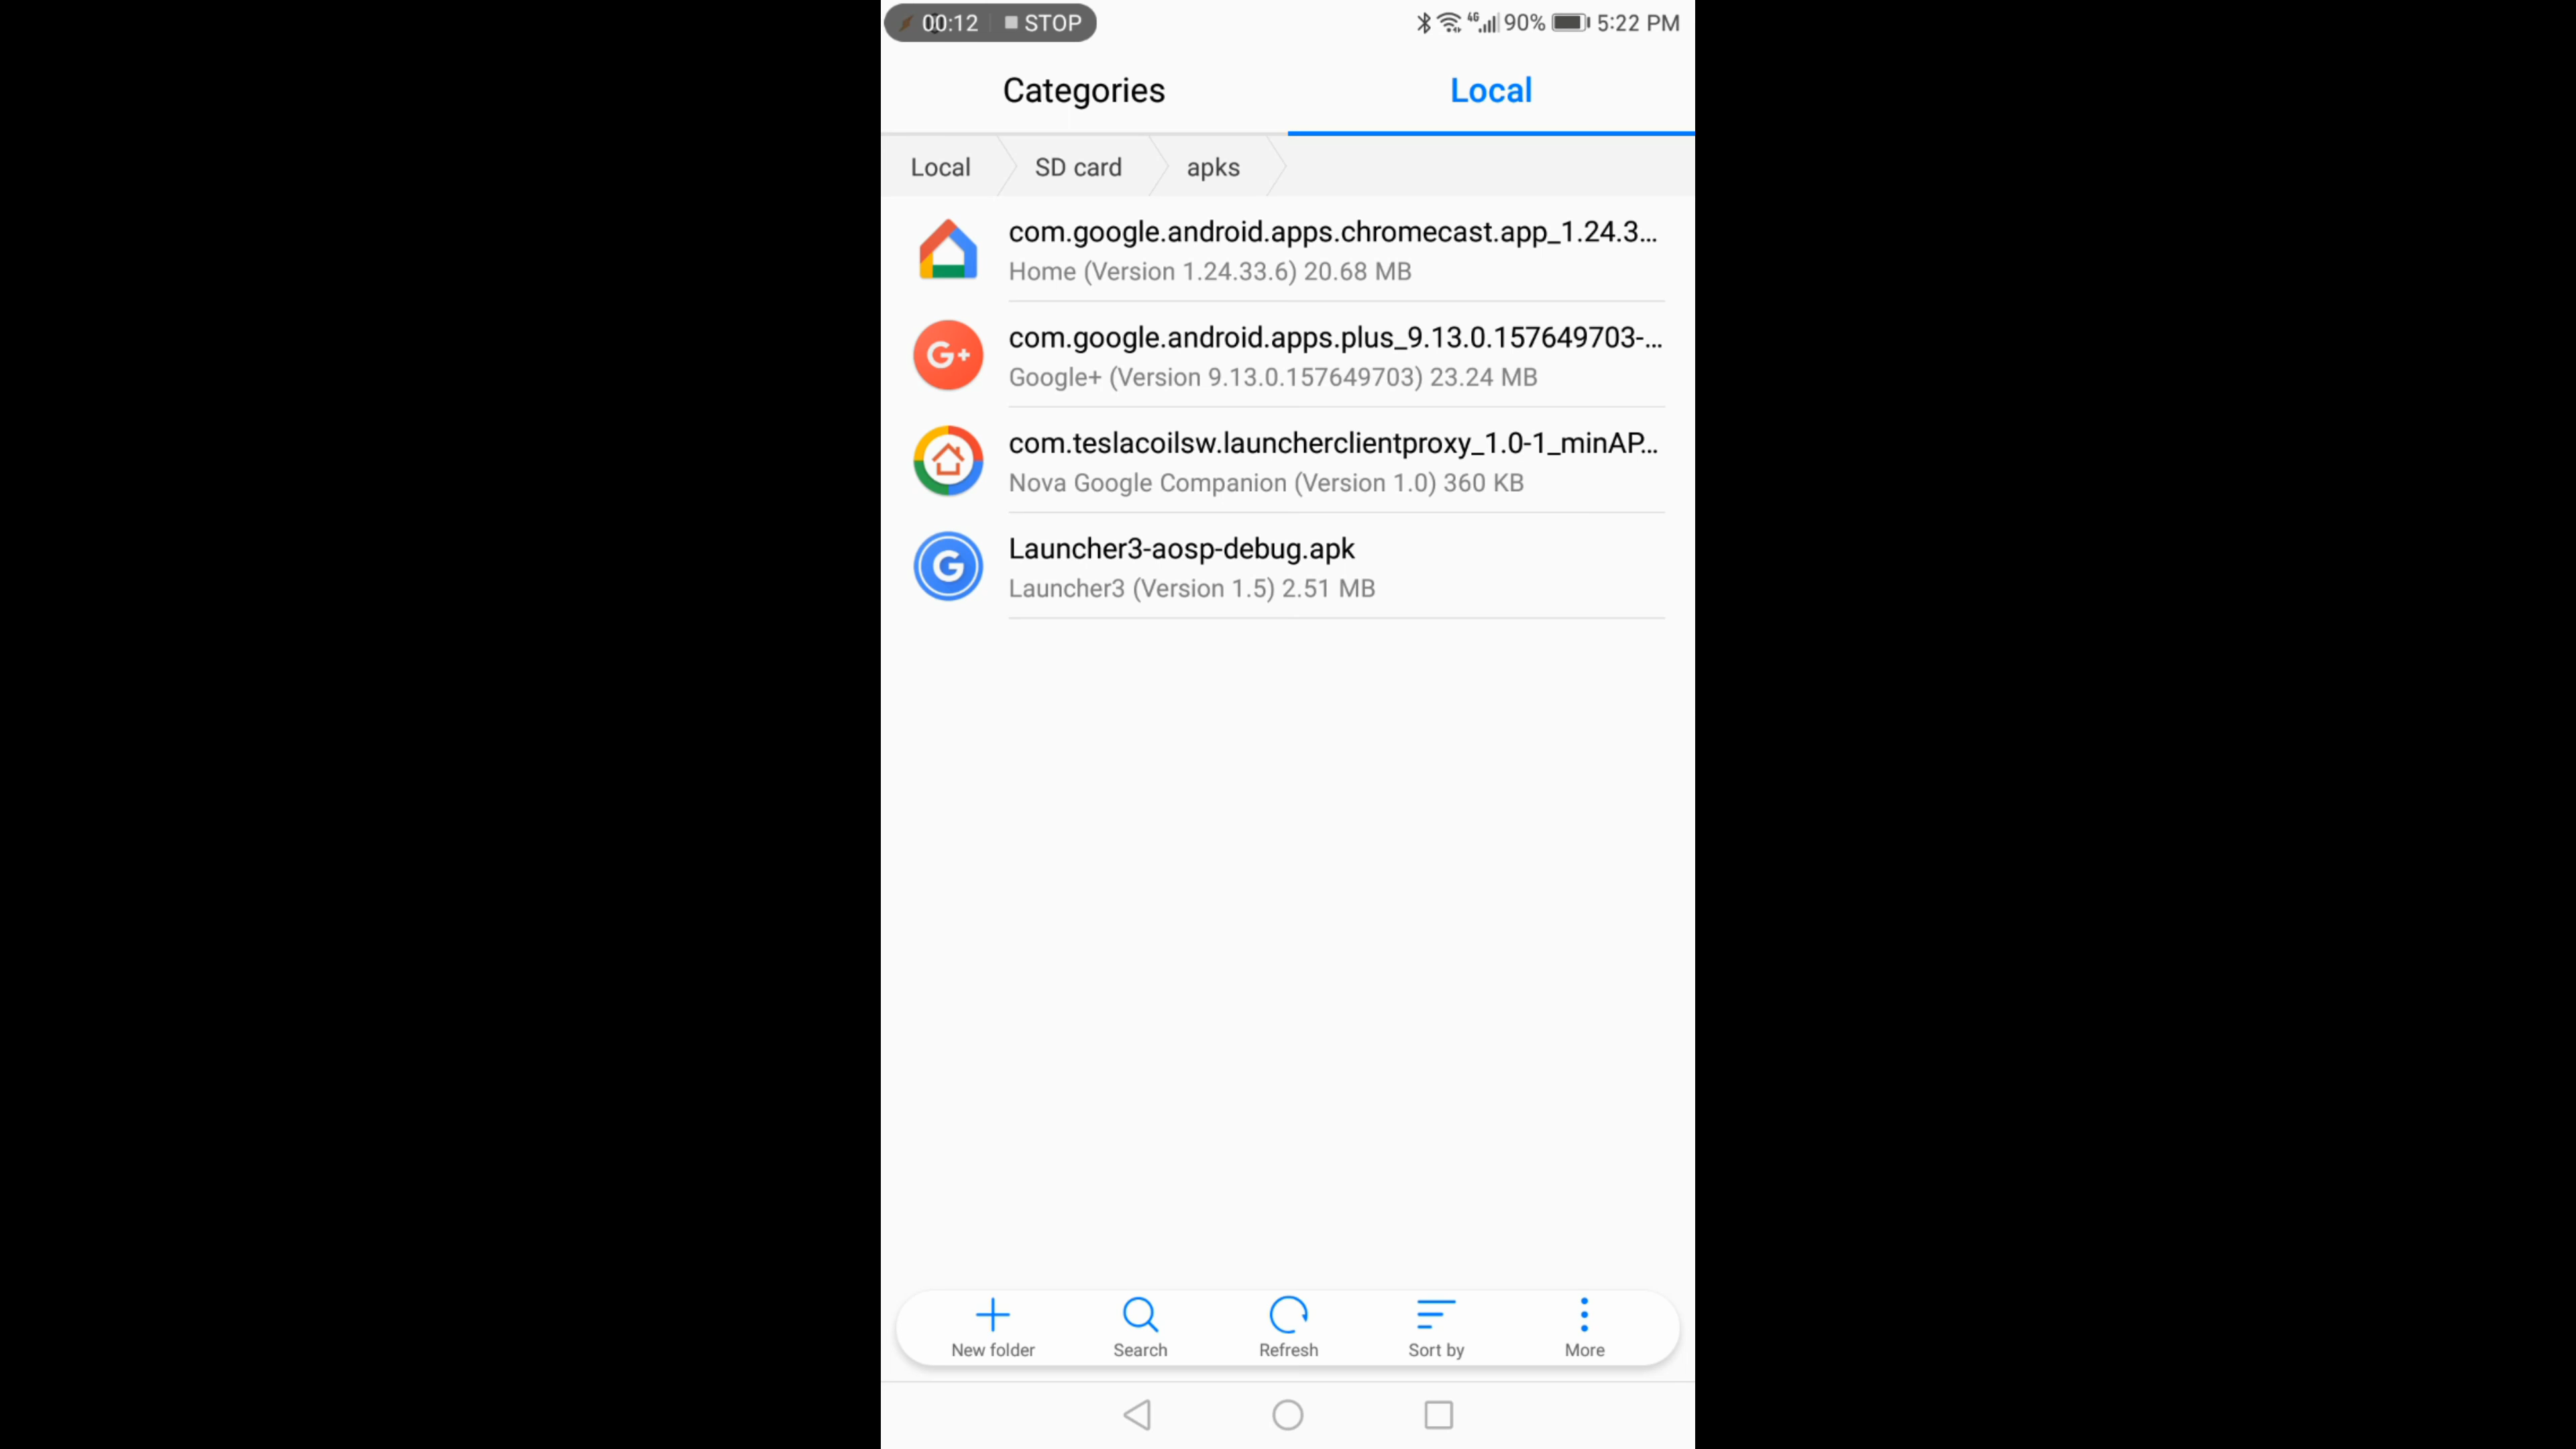 00:12 STOP 4G 90% 5:22 PM
Categories Local
Local SD card apks
com.google.android.apps.chromecast.app_1.24.3...
Home (Version 1.24.33.6) 20.68 MB
G+
com.google.android.apps.plus_9.13.0.157649703-...
Google+ (Version 9.13.0.157649703) 23.24 MB
com.teslacoilsw.launcherclientproxy_1.0-1_minAP...
Nova Google Companion (Version 1.0) 360 KB
G
Launcher3-aosp-debug.apk
Launcher3 (Version 1.5) 2.51 MB
New folder Search Refresh Sort by More